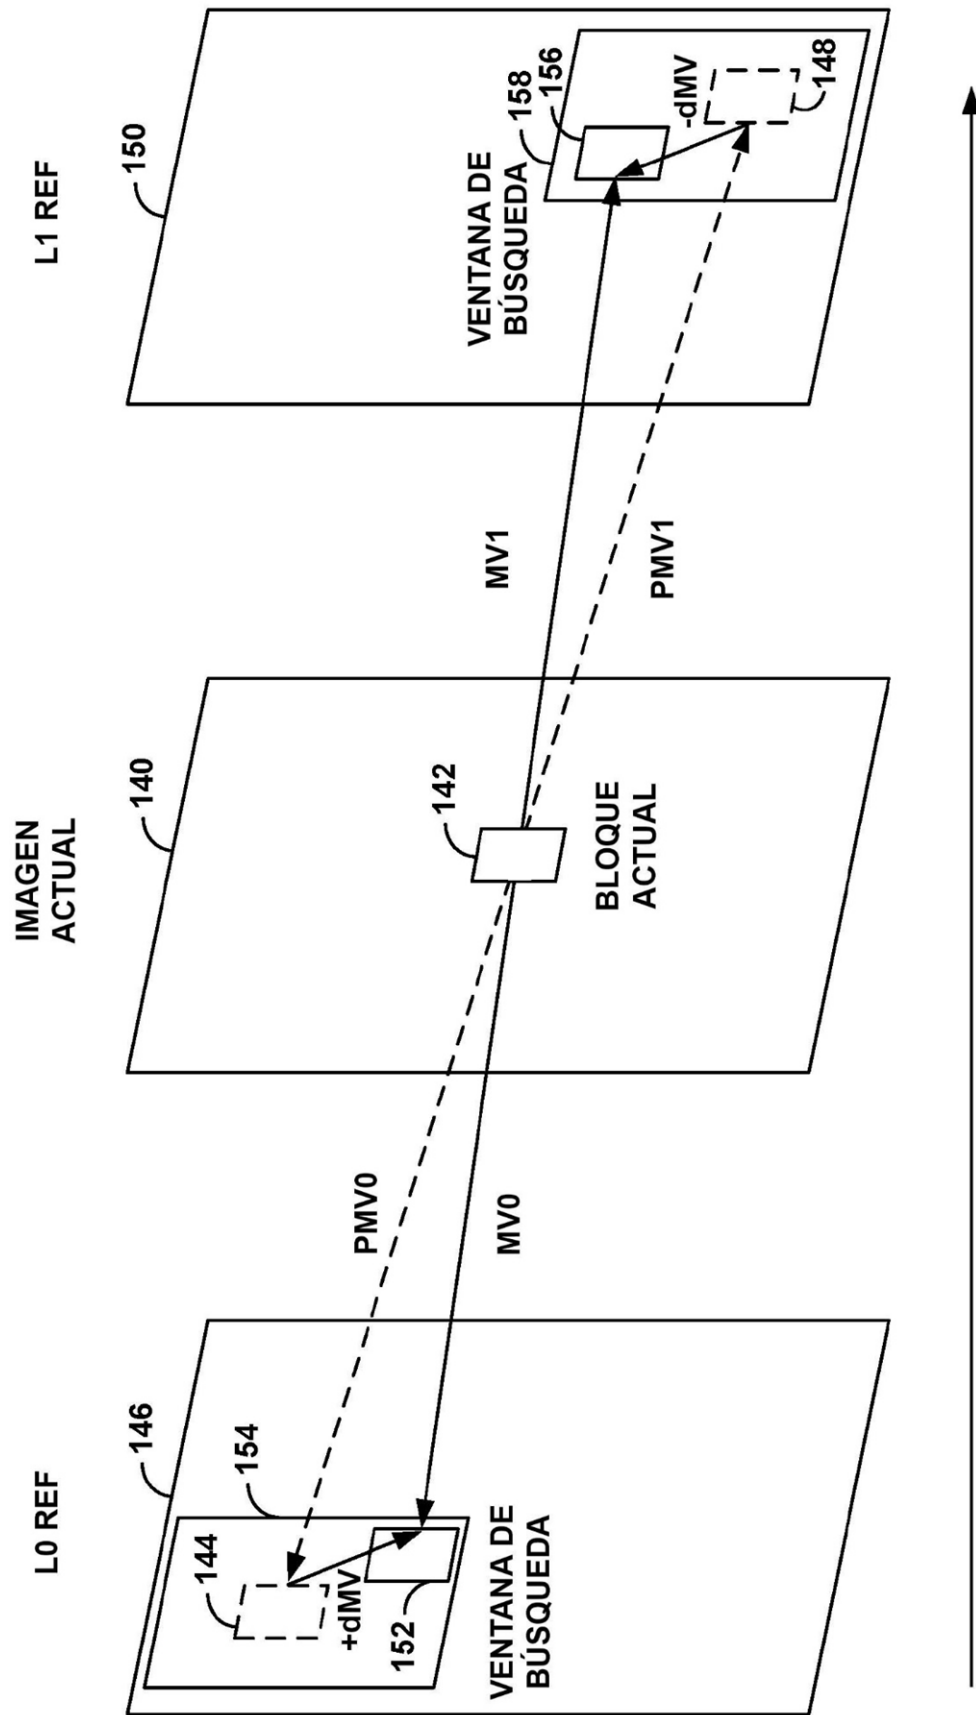 L0 REF
IMAGEN
ACTUAL
L1 REF
146
140
150
154
144
+dMV
152
VENTANA DE
BÚSQUEDA
PMV0
MV0
142
BLOQUE
ACTUAL
MV1
PMV1
VENTANA DE
BÚSQUEDA
158
156
-dMV
148